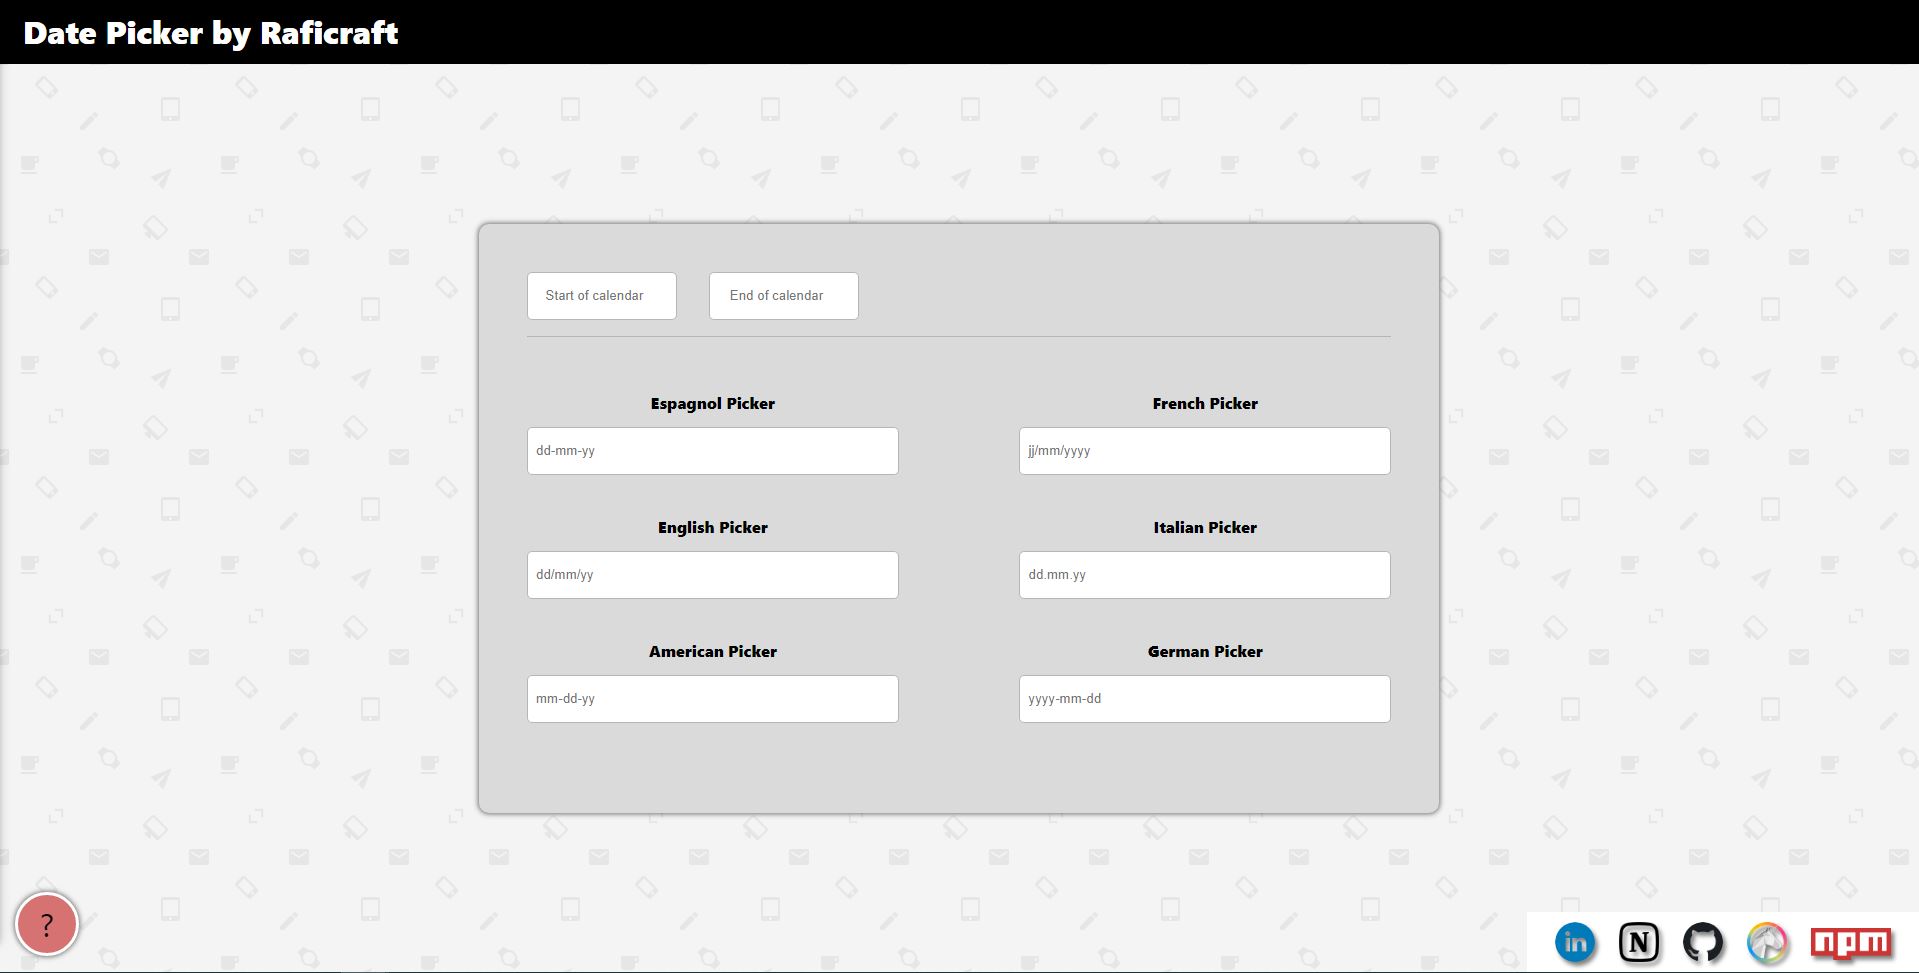 Date Picker by Raficraft
Start of calendar
End of calendar
Espagnol Picker
French Picker
dd-mm-yy
jj/mm/yyyy
English Picker
Italian Picker
dd/mm/yy
dd.mm.yy
American Picker
German Picker
mm-dd-yy
yyyy-mm-dd
?
in
N
npm